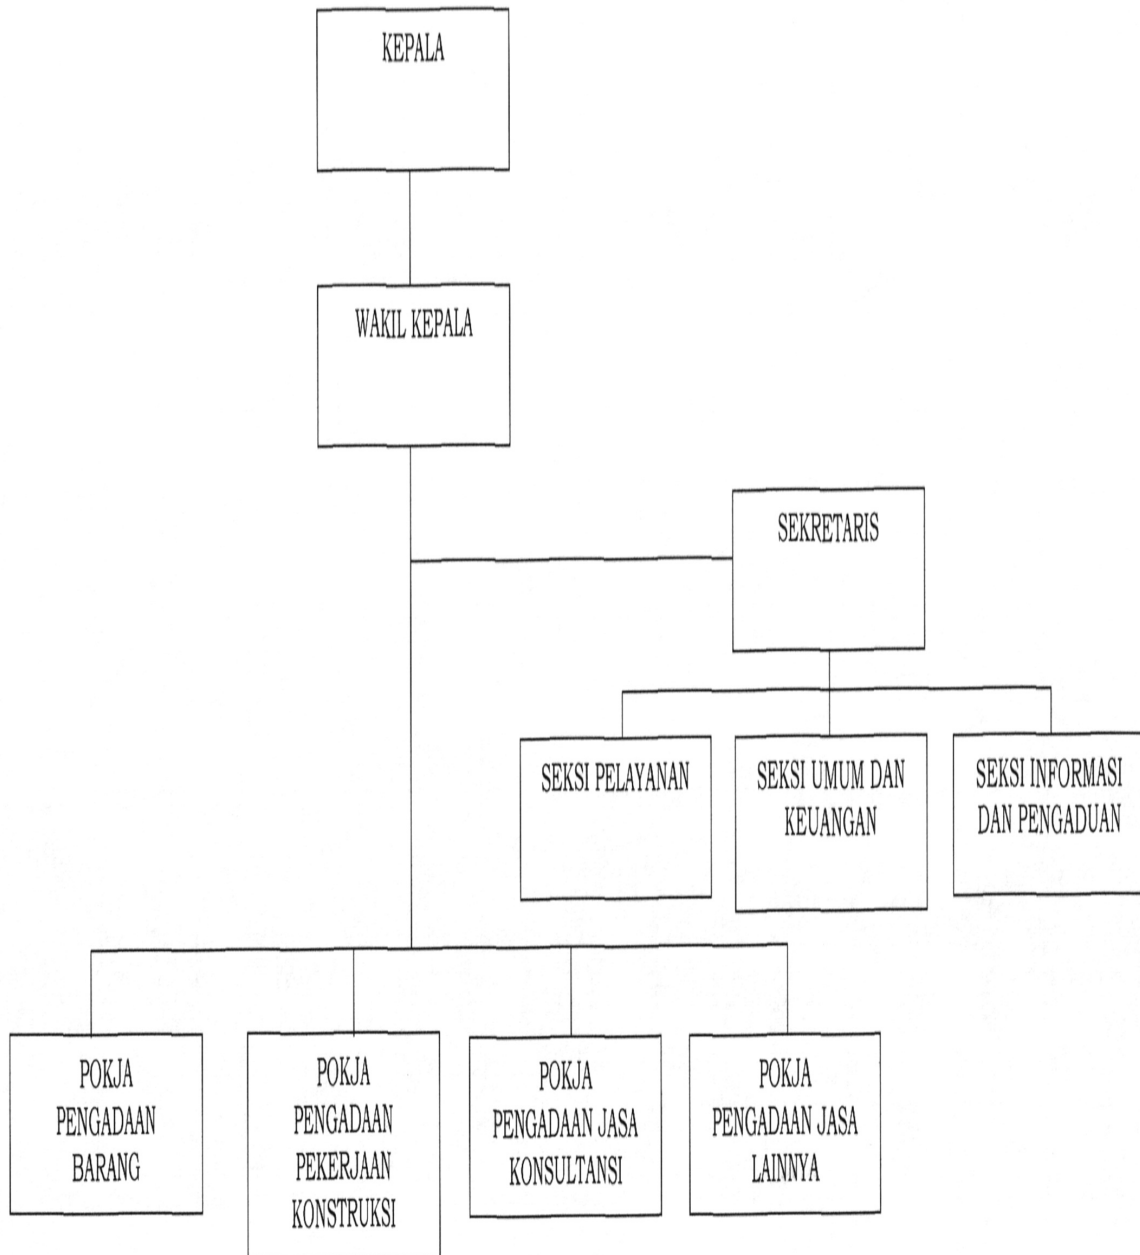 KEPALA
WAKIL KEPALA
SEKRETARIS
SEKSI PELAYANAN
SEKSI UMUM DAN
KEUANGAN
SEKSI INFORMASI
DAN PENGADUAN
POKJA
PENGADAAN
BARANG
POKJA
PENGADAAN
PEKERJAAN
KONSTRUKSI
POKJA
PENGADAAN JASA
KONSULTANSI
POKJA
PENGADAAN JASA
LAINNYA